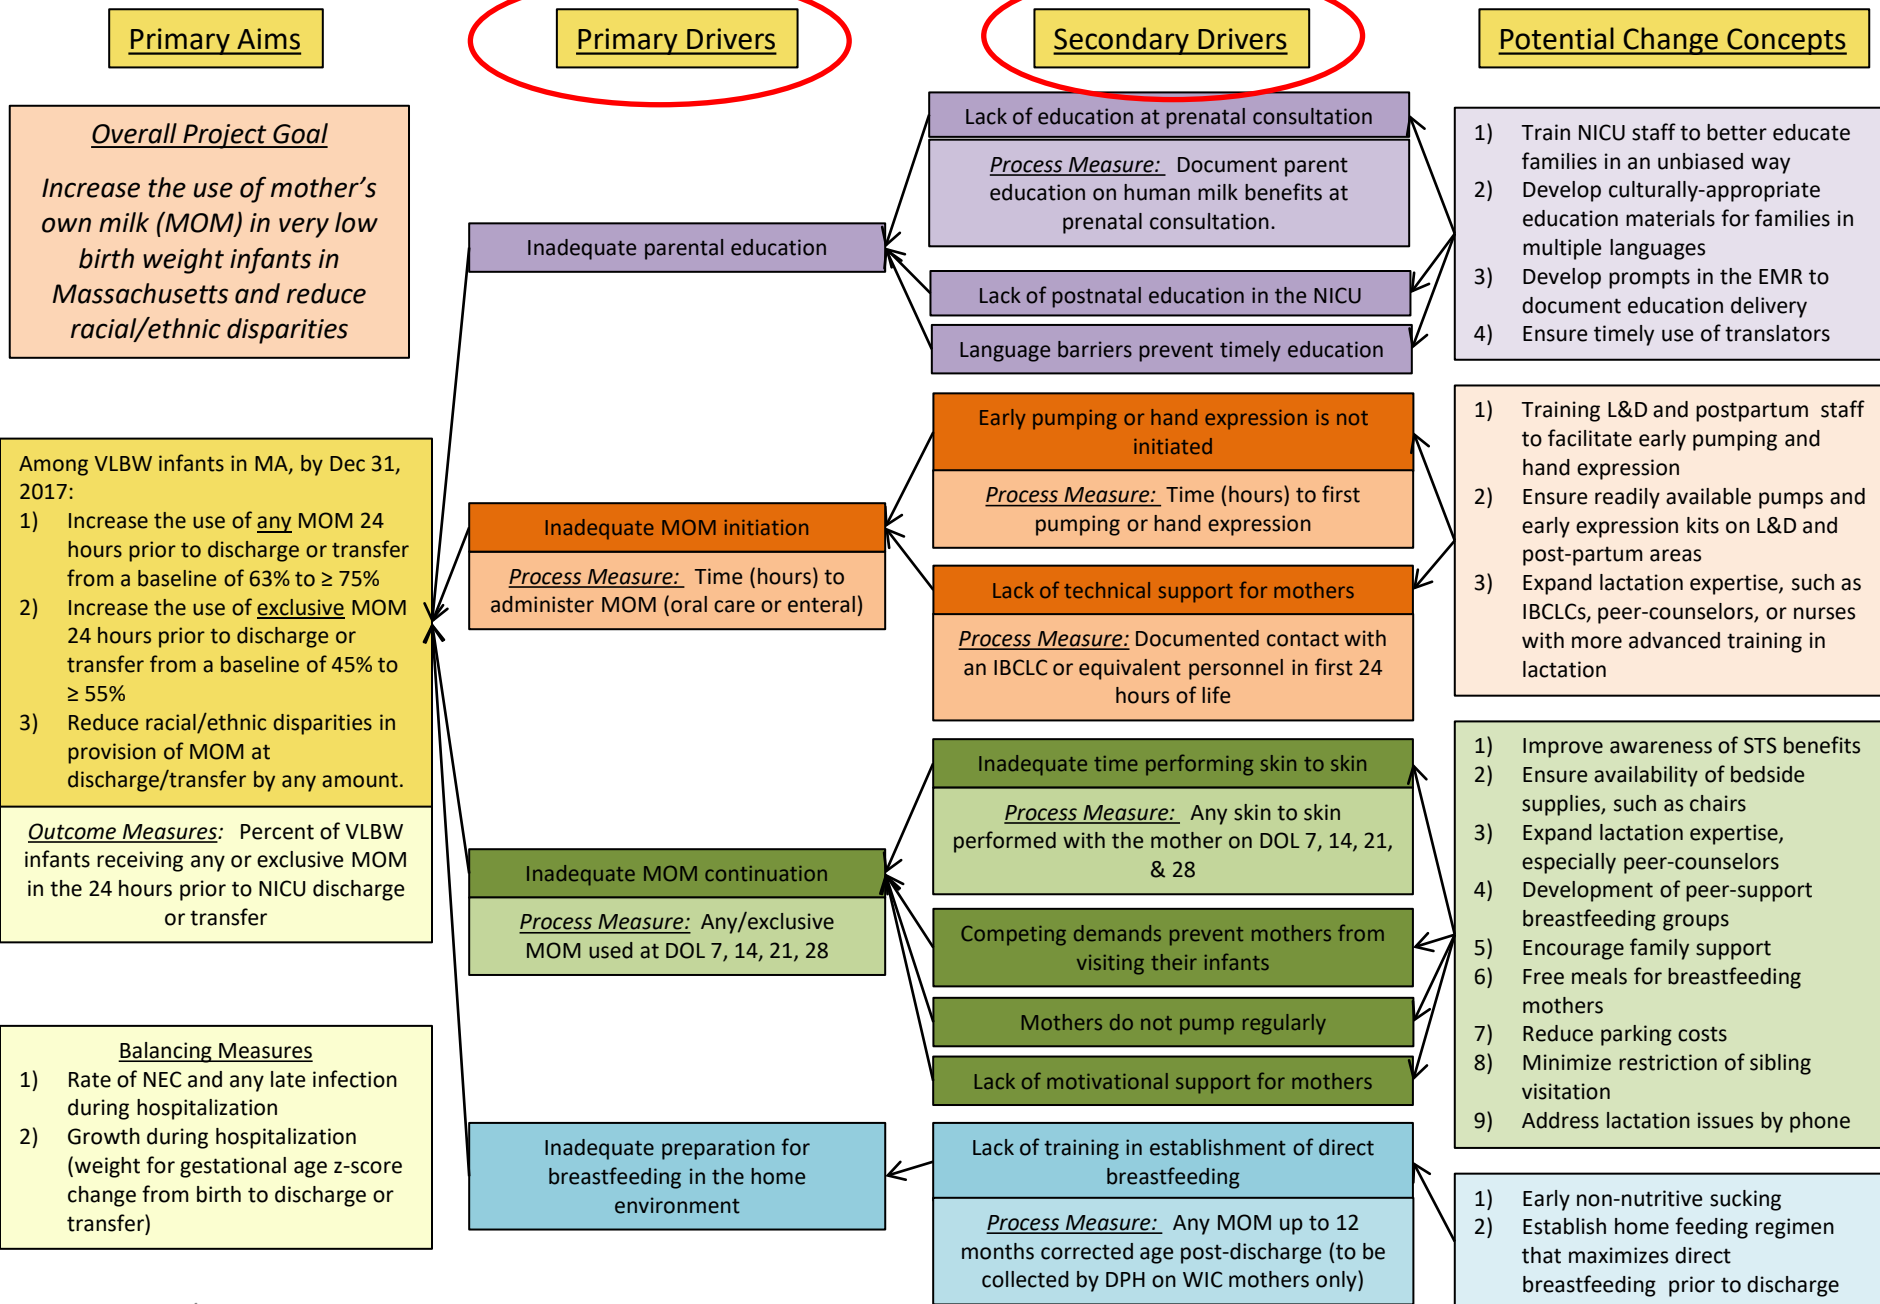 Primary Aims
Primary Drivers
Secondary Drivers
Potential Change Concepts
Overall Project Goal
Increase the use of mother's
own milk (MOM) in very low
birth weight infants in
Massachusetts and reduce
racial/ethnic disparities
Among VLBW infants in MA, by Dec 31,
2017:
1) Increase the use of any MOM 24
hours prior to discharge or transfer
from a baseline of 63% to ≥ 75%
2) Increase the use of exclusive MOM
24 hours prior to discharge or
transfer from a baseline of 45% to
≥ 55%
3) Reduce racial/ethnic disparities in
provision of MOM at
discharge/transfer by any amount.
Outcome Measures: Percent of VLBW
infants receiving any or exclusive MOM
in the 24 hours prior to NICU discharge
or transfer
Balancing Measures
1) Rate of NEC and any late infection
during hospitalization
2) Growth during hospitalization
(weight for gestational age z-score
change from birth to discharge or
transfer)
Inadequate parental education
Inadequate MOM initiation
Process Measure: Time (hours) to
administer MOM (oral care or enteral)
Inadequate MOM continuation
Process Measure: Any/exclusive
MOM used at DOL 7, 14, 21, 28
Inadequate preparation for
breastfeeding in the home
environment
Lack of education at prenatal consultation
Process Measure: Document parent
education on human milk benefits at
prenatal consultation.
Lack of postnatal education in the NICU
Language barriers prevent timely education
Early pumping or hand expression is not
initiated
Process Measure: Time (hours) to first
pumping or hand expression
Lack of technical support for mothers
Process Measure: Documented contact with
an IBCLC or equivalent personnel in first 24
hours of life
Inadequate time performing skin to skin
Process Measure: Any skin to skin
performed with the mother on DOL 7, 14, 21,
& 28
Competing demands prevent mothers from
visiting their infants
Mothers do not pump regularly
Lack of motivational support for mothers
Lack of training in establishment of direct
breastfeeding
Process Measure: Any MOM up to 12
months corrected age post-discharge (to be
collected by DPH on WIC mothers only)
1) Train NICU staff to better educate
families in an unbiased way
2) Develop culturally-appropriate
education materials for families in
multiple languages
3) Develop prompts in the EMR to
document education delivery
4) Ensure timely use of translators
1) Training L&D and postpartum staff
to facilitate early pumping and
hand expression
2) Ensure readily available pumps and
early expression kits on L&D and
post-partum areas
3) Expand lactation expertise, such as
IBCLCs, peer-counselors, or nurses
with more advanced training in
lactation
1) Improve awareness of STS benefits
2) Ensure availability of bedside
supplies, such as chairs
3) Expand lactation expertise,
especially peer-counselors
4) Development of peer-support
breastfeeding groups
5) Encourage family support
6) Free meals for breastfeeding
mothers
7) Reduce parking costs
8) Minimize restriction of sibling
visitation
9) Address lactation issues by phone
1) Early non-nutritive sucking
2) Establish home feeding regimen
that maximizes direct
breastfeeding prior to discharge